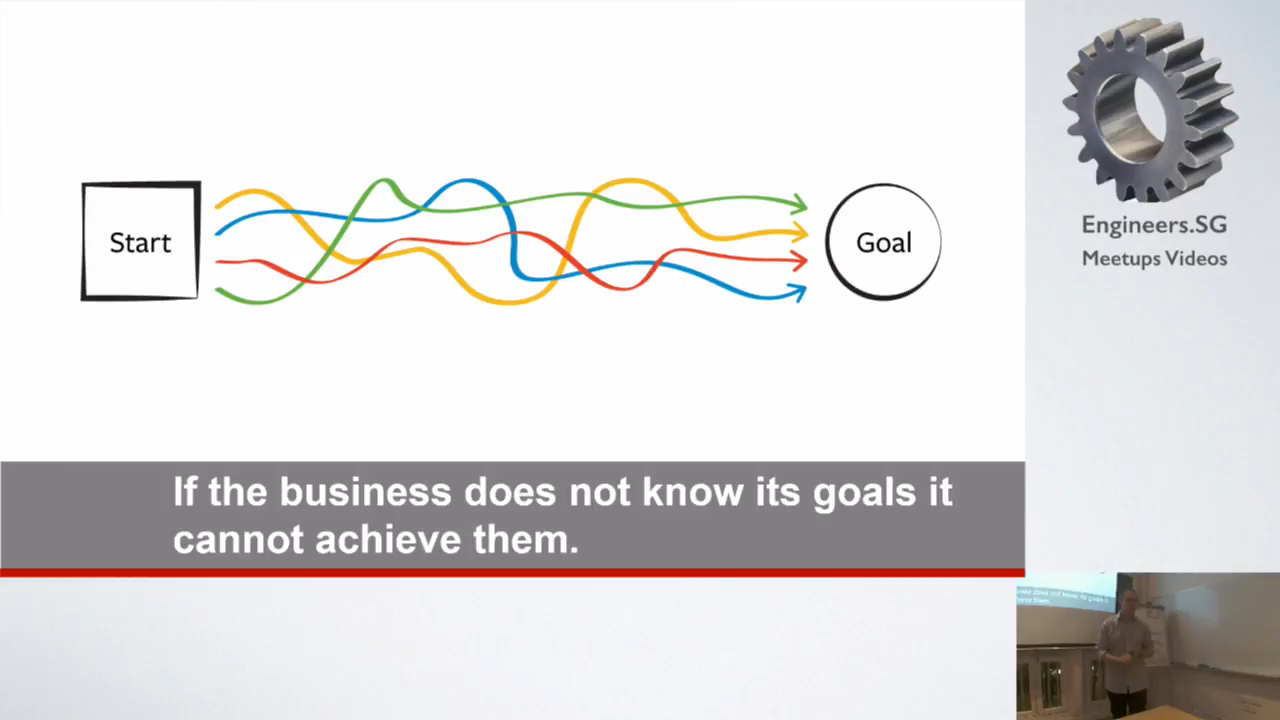 Start
Goal
If the business does not know its goals it
cannot achieve them.
Engineers.SG
Meetups Videos